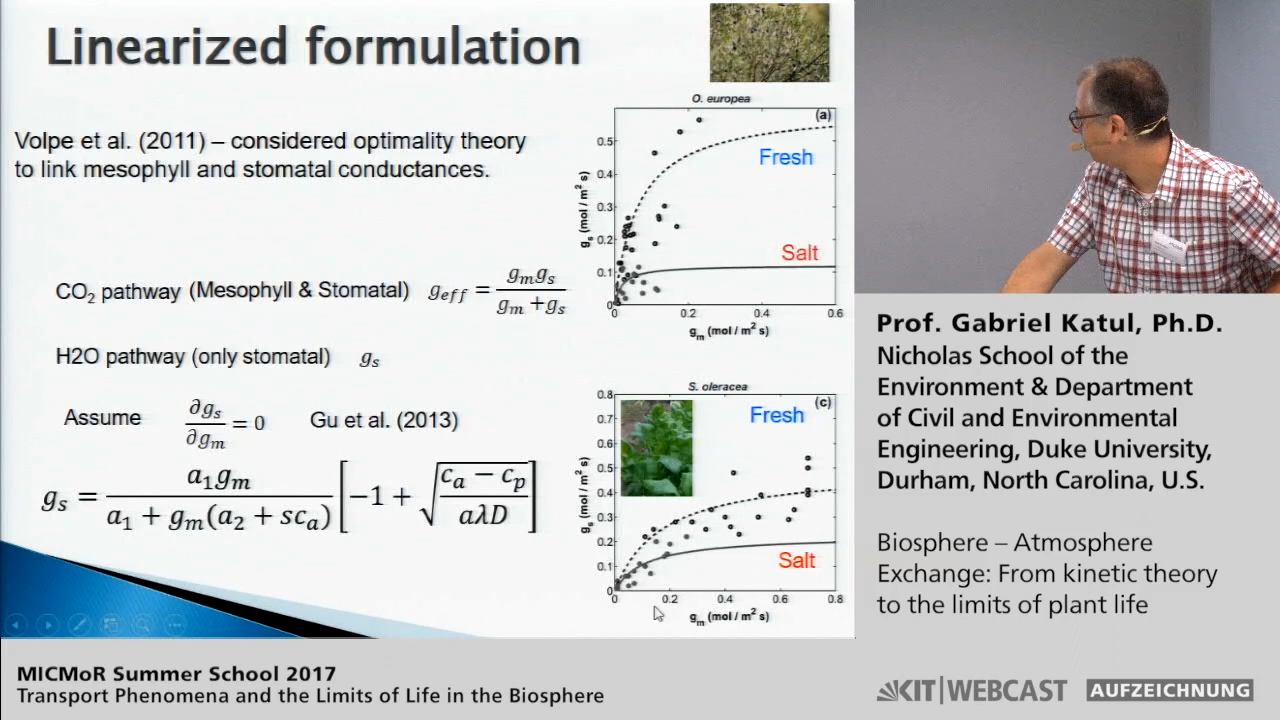 Linearized formulation
Volpe et al. (2011) – considered optimality theory
to link mesophyll and stomatal conductances.
CO₂ pathway (Mesophyll & Stomatal) g_eff = g_m g_s / (g_m + g_s)
H2O pathway (only stomatal) g_s
Assume ∂g_s/∂g_m = 0 Gu et al. (2013)
g_s = a₁g_m / (a₁ + g_m(a₂ + sc_a)) [−1 + √((c_a − c_p) / (aλD))]
O. europea
(a)
Fresh
Salt
g_s (mol / m² s)
0.5
0.4
0.3
0.2
0.1
0
0 0.2 0.4 0.6
g_m (mol / m² s)
S. oleracea
(c)
Fresh
Salt
g_s (mol / m² s)
0.8
0.7
0.6
0.5
0.4
0.3
0.2
0.1
0
0 0.2 0.4 0.6 0.8
g_m (mol / m² s)
Prof. Gabriel Katul, Ph.D.
Nicholas School of the
Environment & Department
of Civil and Environmental
Engineering, Duke University,
Durham, North Carolina, U.S.
Biosphere – Atmosphere
Exchange: From kinetic theory
to the limits of plant life
MICMoR Summer School 2017
Transport Phenomena and the Limits of Life in the Biosphere
KIT|WEBCAST AUFZEICHNUNG